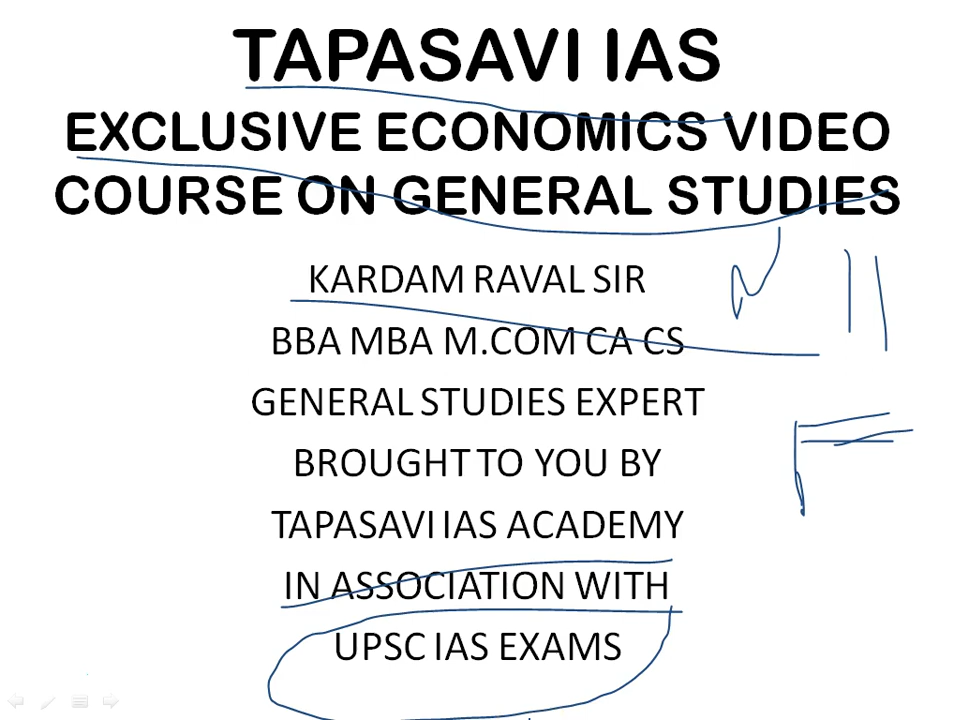 TAPASAVI IAS
EXCLUSIVE ECONOMICS VIDEO
COURSE ON GENERAL STUDIES
KARDAM RAVAL SIR
BBA MBA M.COM CA CS
GENERAL STUDIES EXPERT
BROUGHT TO YOU BY
TAPASAVI IAS ACADEMY
IN ASSOCIATION WITH
UPSC IAS EXAMS